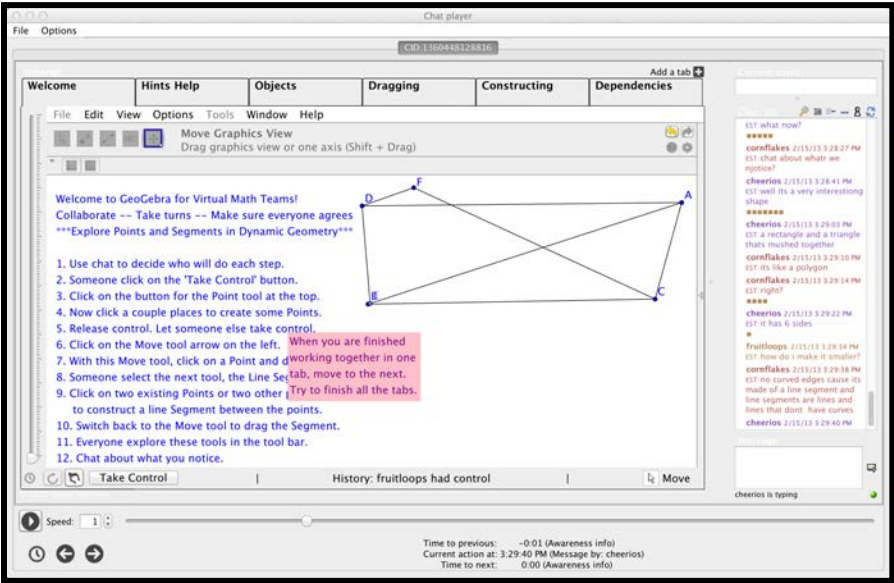 Chat player
File Options
CID:1360448128816
Add a tab
Welcome Hints Help Objects Dragging Constructing Dependencies
File Edit View Options Tools Window Help
Move Graphics View
Drag graphics view or one axis (Shift + Drag)
Welcome to GeoGebra for Virtual Math Teams!
Collaborate -- Take turns -- Make sure everyone agrees
***Explore Points and Segments in Dynamic Geometry***
1. Use chat to decide who will do each step.
2. Someone click on the 'Take Control' button.
3. Click on the button for the Point tool at the top.
4. Now click a couple places to create some Points.
5. Release control. Let someone else take control.
6. Click on the Move tool arrow on the left.
7. With this Move tool, click on a Point and d
8. Someone select the next tool, the Line Se
9. Click on two existing Points or two other
to construct a line Segment between the points.
10. Switch back to the Move tool to drag the Segment.
11. Everyone explore these tools in the tool bar.
12. Chat about what you notice.
When you are finished
working together in one
tab, move to the next.
Try to finish all the tabs.
F
D
A
C
Take Control | History: fruitloops had control | Move
EST: what now?
*****
cornflakes 2/15/13 3:28:27 PM
EST: chat about whatr we
njotice?
cheerios 2/15/13 3:28:41 PM
EST: well its a very interestiong
shape
*******
cheerios 2/15/13 3:29:03 PM
EST: a rectangle and a triangle
thats mushed together
cornflakes 2/15/13 3:29:10 PM
EST: its like a polygon
cornflakes 2/15/13 3:29:14 PM
EST: right?
****
cheerios 2/15/13 3:29:22 PM
EST: it has 6 sides
*
fruitloops 2/15/13 3:29:34 PM
EST: how do i make it smaller?
cornflakes 2/15/13 3:29:38 PM
EST: no curved edges cause its
made of a line segment and
line segments are lines and
lines that dont have curves
cheerios 2/15/13 3:29:40 PM
cheerios is typing
Speed: 1
Time to previous: -0:01 (Awareness info)
Current action at: 3:29:40 PM (Message by: cheerios)
Time to next: 0:00 (Awareness info)